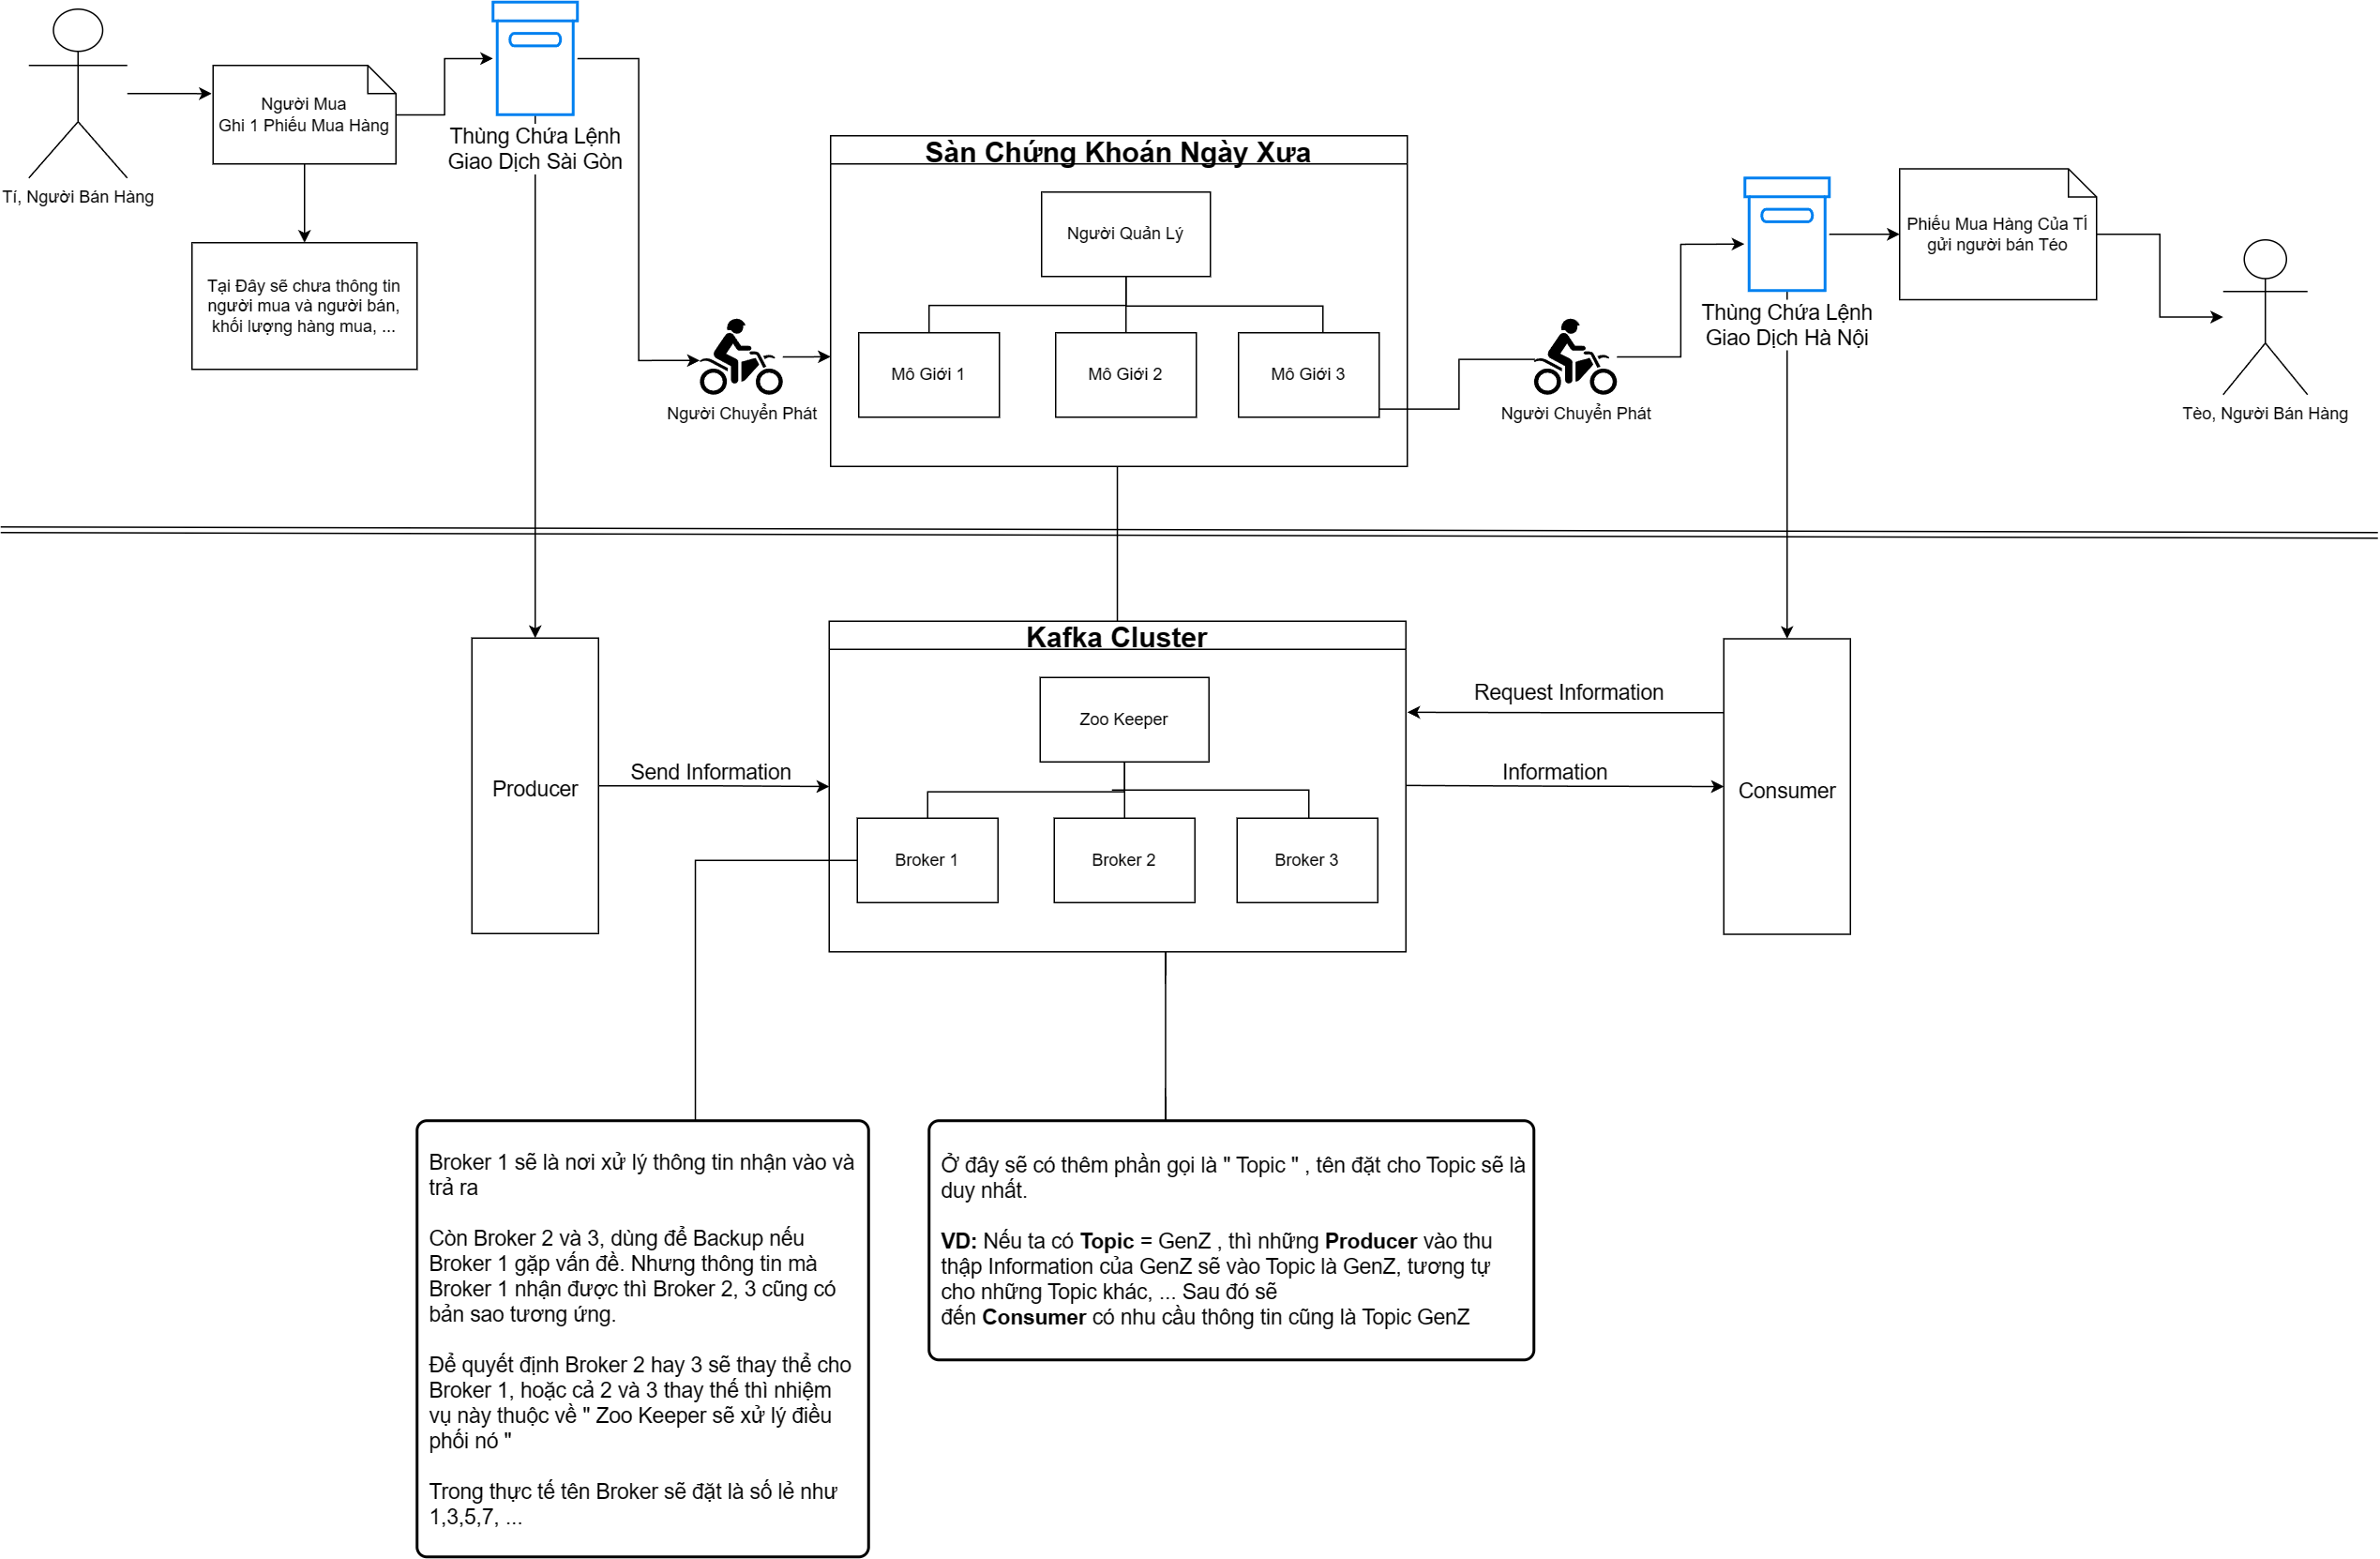 Tí, Người Bán Hàng
Người Mua
Ghi 1 Phiếu Mua Hàng
Tại Đây sẽ chưa thông tin
người mua và người bán,
khối lượng hàng mua, ...
Thùng Chứa Lệnh
Giao Dịch Sài Gòn
Người Chuyển Phát
Sàn Chứng Khoán Ngày Xưa
Người Quản Lý
Mô Giới 1
Mô Giới 2
Mô Giới 3
Người Chuyển Phát
Thùng Chứa Lệnh
Giao Dịch Hà Nội
Phiếu Mua Hàng Của TÍ
gửi người bán Téo
Tèo, Người Bán Hàng
Producer
Send Information
Kafka Cluster
Zoo Keeper
Broker 1
Broker 2
Broker 3
Request Information
Information
Consumer
Broker 1 sẽ là nơi xử lý thông tin nhận vào và
trả ra
Còn Broker 2 và 3, dùng để Backup nếu
Broker 1 gặp vấn đề. Nhưng thông tin mà
Broker 1 nhận được thì Broker 2, 3 cũng có
bản sao tương ứng.
Để quyết định Broker 2 hay 3 sẽ thay thể cho
Broker 1, hoặc cả 2 và 3 thay thế thì nhiệm
vụ này thuộc về " Zoo Keeper sẽ xử lý điều
phối nó "
Trong thực tế tên Broker sẽ đặt là số lẻ như
1,3,5,7, ...
Ở đây sẽ có thêm phần gọi là " Topic " , tên đặt cho Topic sẽ là
duy nhất.
VD: Nếu ta có Topic = GenZ , thì những Producer vào thu
thập Information của GenZ sẽ vào Topic là GenZ, tương tự
cho những Topic khác, ... Sau đó sẽ
đến Consumer có nhu cầu thông tin cũng là Topic GenZ